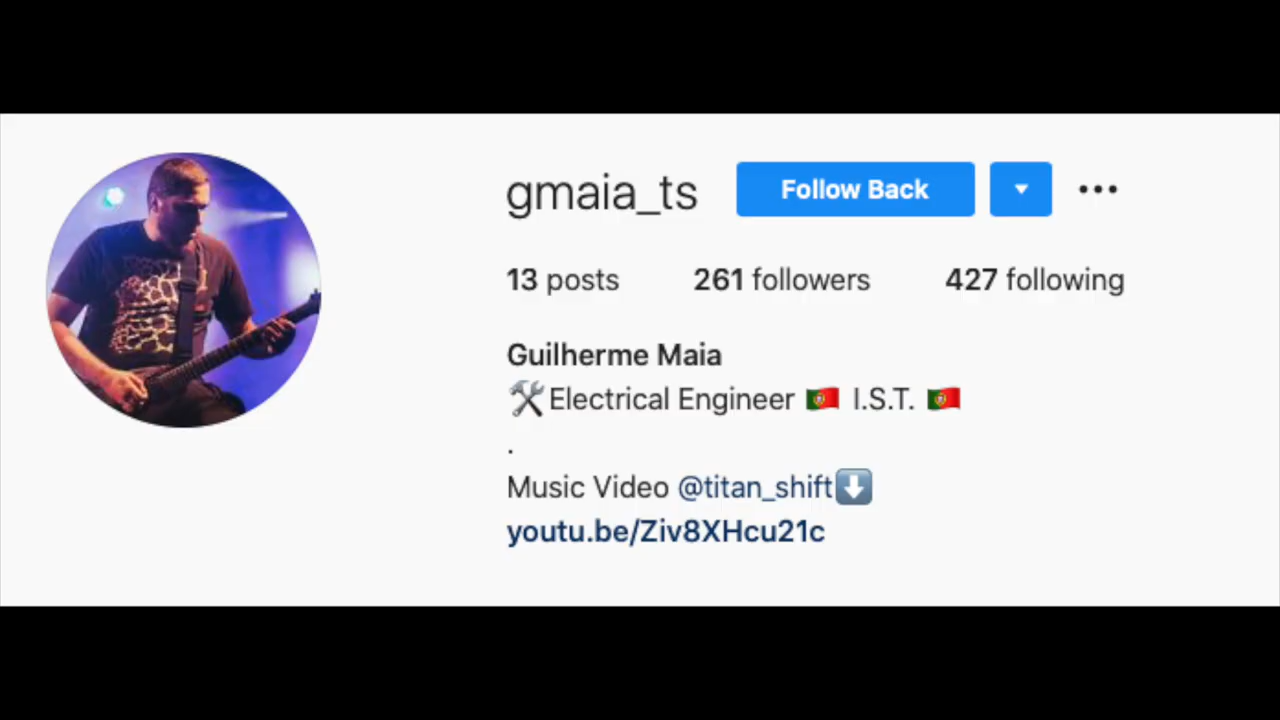 gmaia_ts Follow Back
13 posts 261 followers 427 following
Guilherme Maia
🛠Electrical Engineer 🇵🇹 I.S.T. 🇵🇹
.
Music Video @titan_shift⬇️
youtu.be/Ziv8XHcu21c